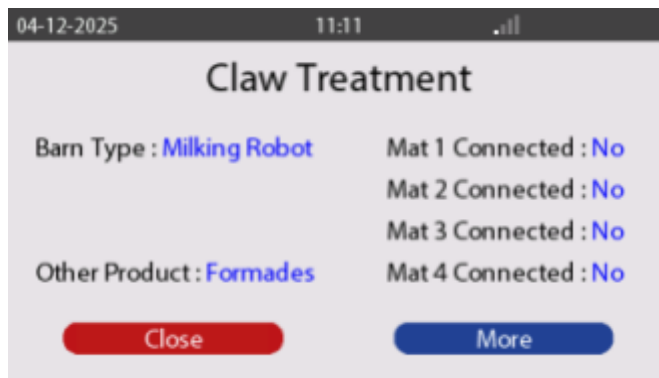 04-12-2025 11:11
Claw Treatment
Barn Type : Milking Robot
Mat 1 Connected : No
Mat 2 Connected : No
Mat 3 Connected : No
Other Product : Formades
Mat 4 Connected : No
Close
More